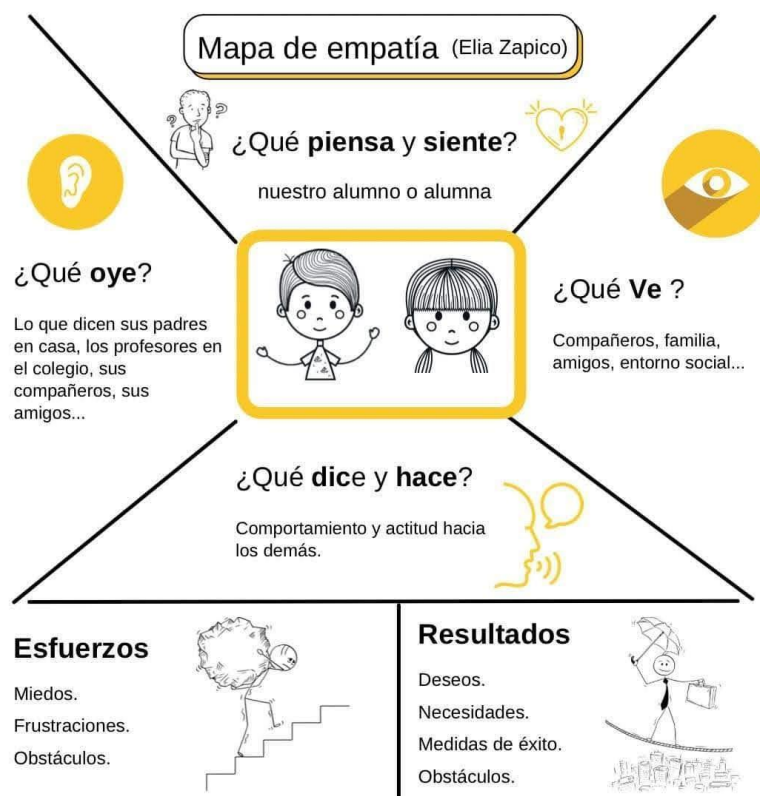 Mapa de empatía (Elia Zapico)
¿Qué piensa y siente?
nuestro alumno o alumna
¿Qué oye?
Lo que dicen sus padres
en casa, los profesores en
el colegio, sus
compañeros, sus
amigos...
¿Qué Ve ?
Compañeros, familia,
amigos, entorno social...
¿Qué dice y hace?
Comportamiento y actitud hacia
los demás.
Esfuerzos
Miedos.
Frustraciones.
Obstáculos.
Resultados
Deseos.
Necesidades.
Medidas de éxito.
Obstáculos.